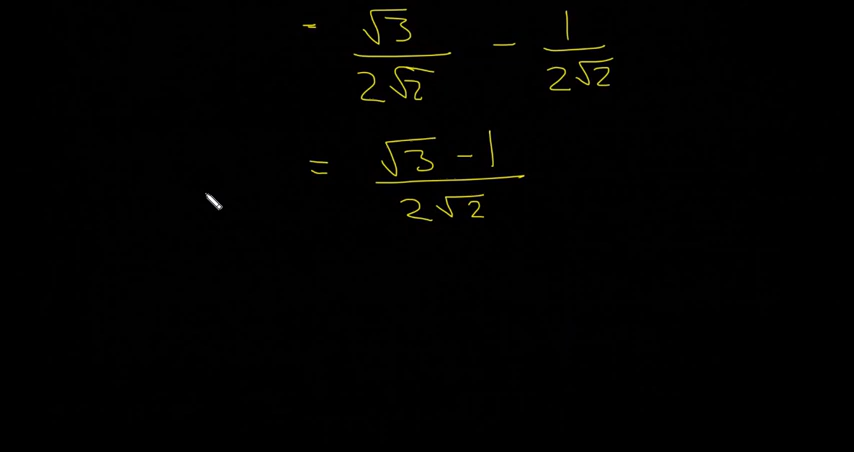 = √3/2√2 - 1/2√2
= √3 - 1/2√2